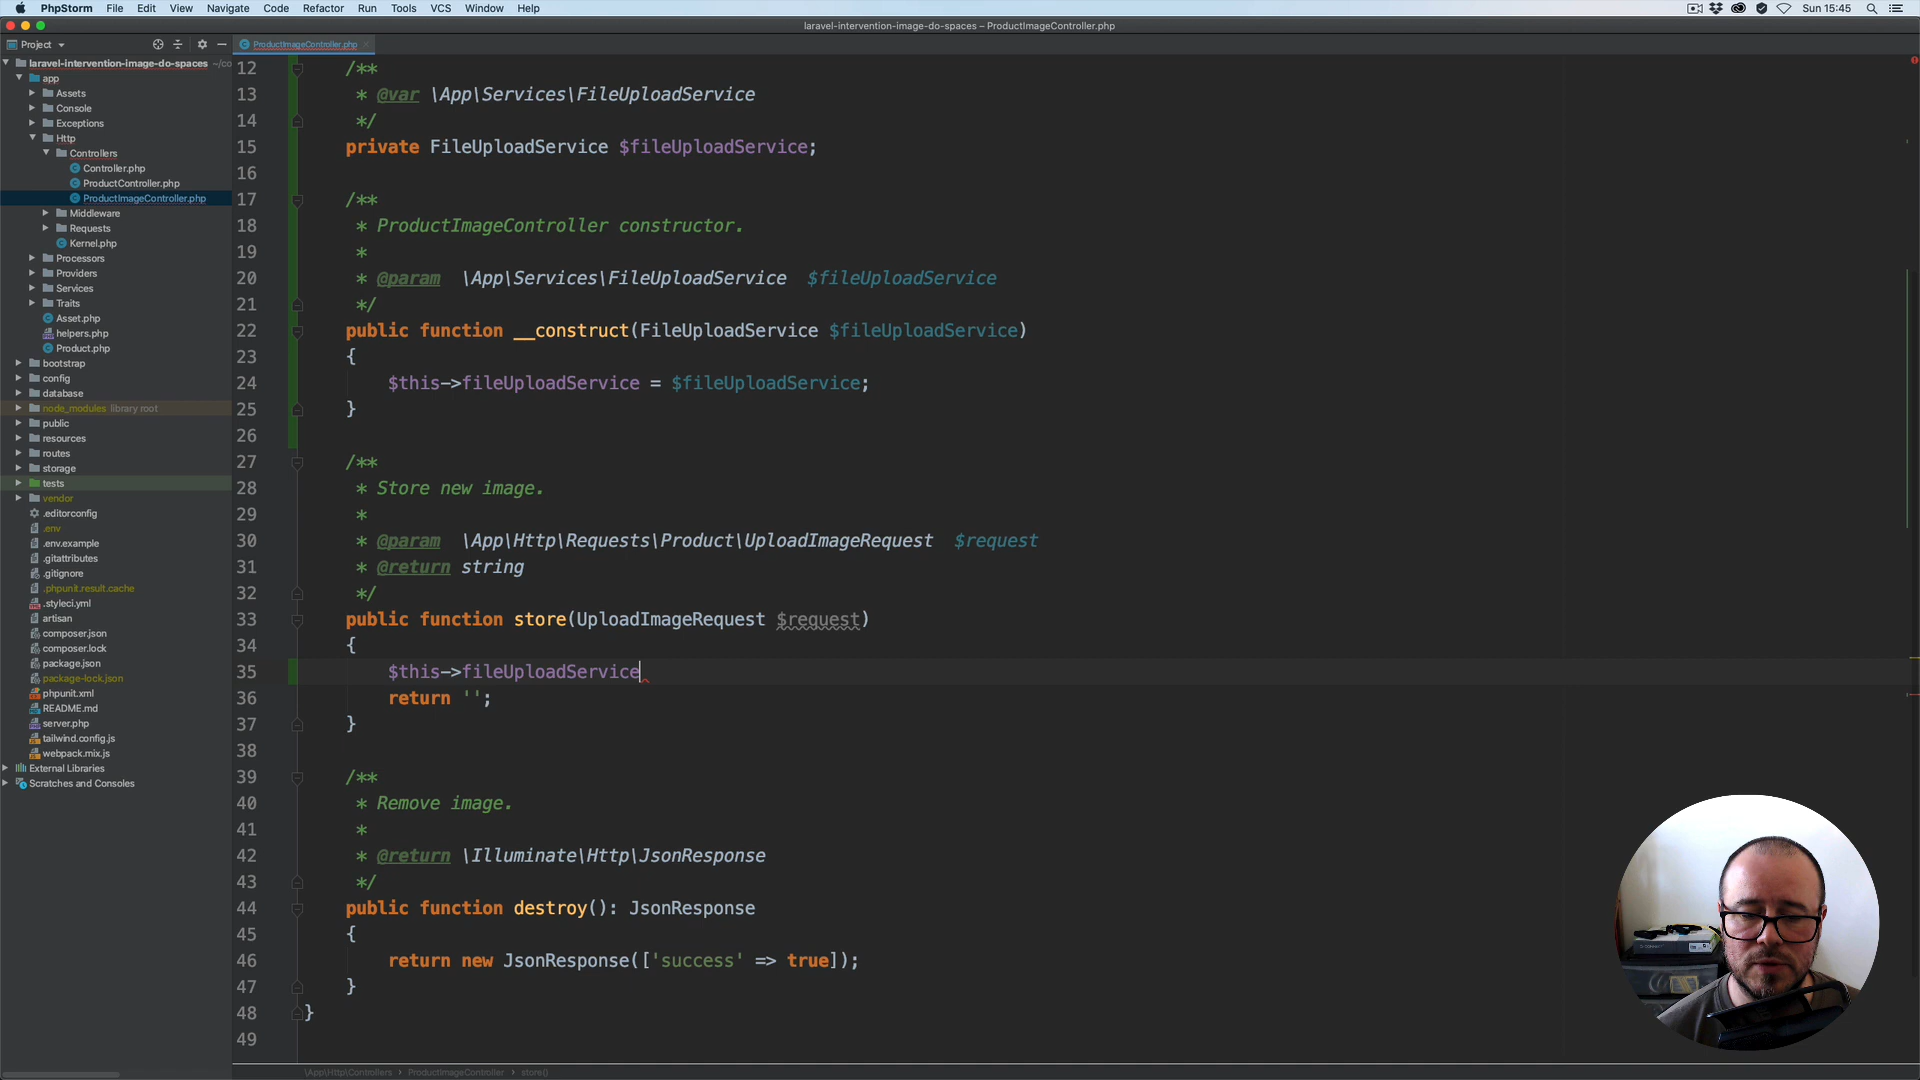 PhpStorm File Edit View Navigate Code Refactor Run Tools VCS Window Help Sun 15:45
laravel-intervention-image-do-spaces – ProductImageController.php
Project
ProductImageController.php
laravel-intervention-image-do-spaces ~/co
app
Assets
Console
Exceptions
Http
Controllers
Controller.php
ProductController.php
ProductImageController.php
Middleware
Requests
Kernel.php
Processors
Providers
Services
Traits
Asset.php
helpers.php
Product.php
bootstrap
config
database
node_modules library root
public
resources
routes
storage
tests
vendor
.editorconfig
.env
.env.example
.gitattributes
.gitignore
.phpunit.result.cache
.styleci.yml
artisan
composer.json
composer.lock
package.json
package-lock.json
phpunit.xml
README.md
server.php
tailwind.config.js
webpack.mix.js
External Libraries
Scratches and Consoles
12 /**
13 * @var \App\Services\FileUploadService
14 */
15 private FileUploadService $fileUploadService;
16
17 /**
18 * ProductImageController constructor.
19 *
20 * @param \App\Services\FileUploadService $fileUploadService
21 */
22 public function __construct(FileUploadService $fileUploadService)
23 {
24 $this->fileUploadService = $fileUploadService;
25 }
26
27 /**
28 * Store new image.
29 *
30 * @param \App\Http\Requests\Product\UploadImageRequest $request
31 * @return string
32 */
33 public function store(UploadImageRequest $request)
34 {
35 $this->fileUploadService
36 return '';
37 }
38
39 /**
40 * Remove image.
41 *
42 * @return \Illuminate\Http\JsonResponse
43 */
44 public function destroy(): JsonResponse
45 {
46 return new JsonResponse(['success' => true]);
47 }
48 }
49
\App\Http\Controllers › ProductImageController › store()